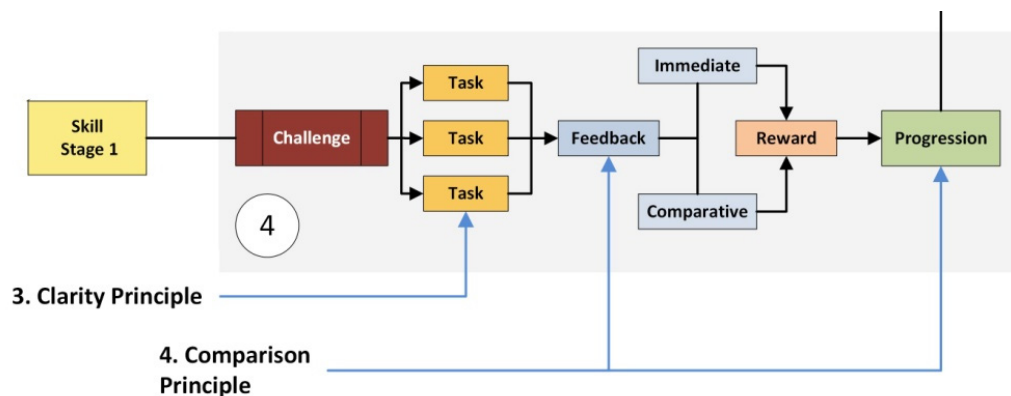 Skill
Stage 1
Challenge
Task
Task
Task
Feedback
Immediate
Comparative
Reward
Progression
4
3. Clarity Principle
4. Comparison
Principle